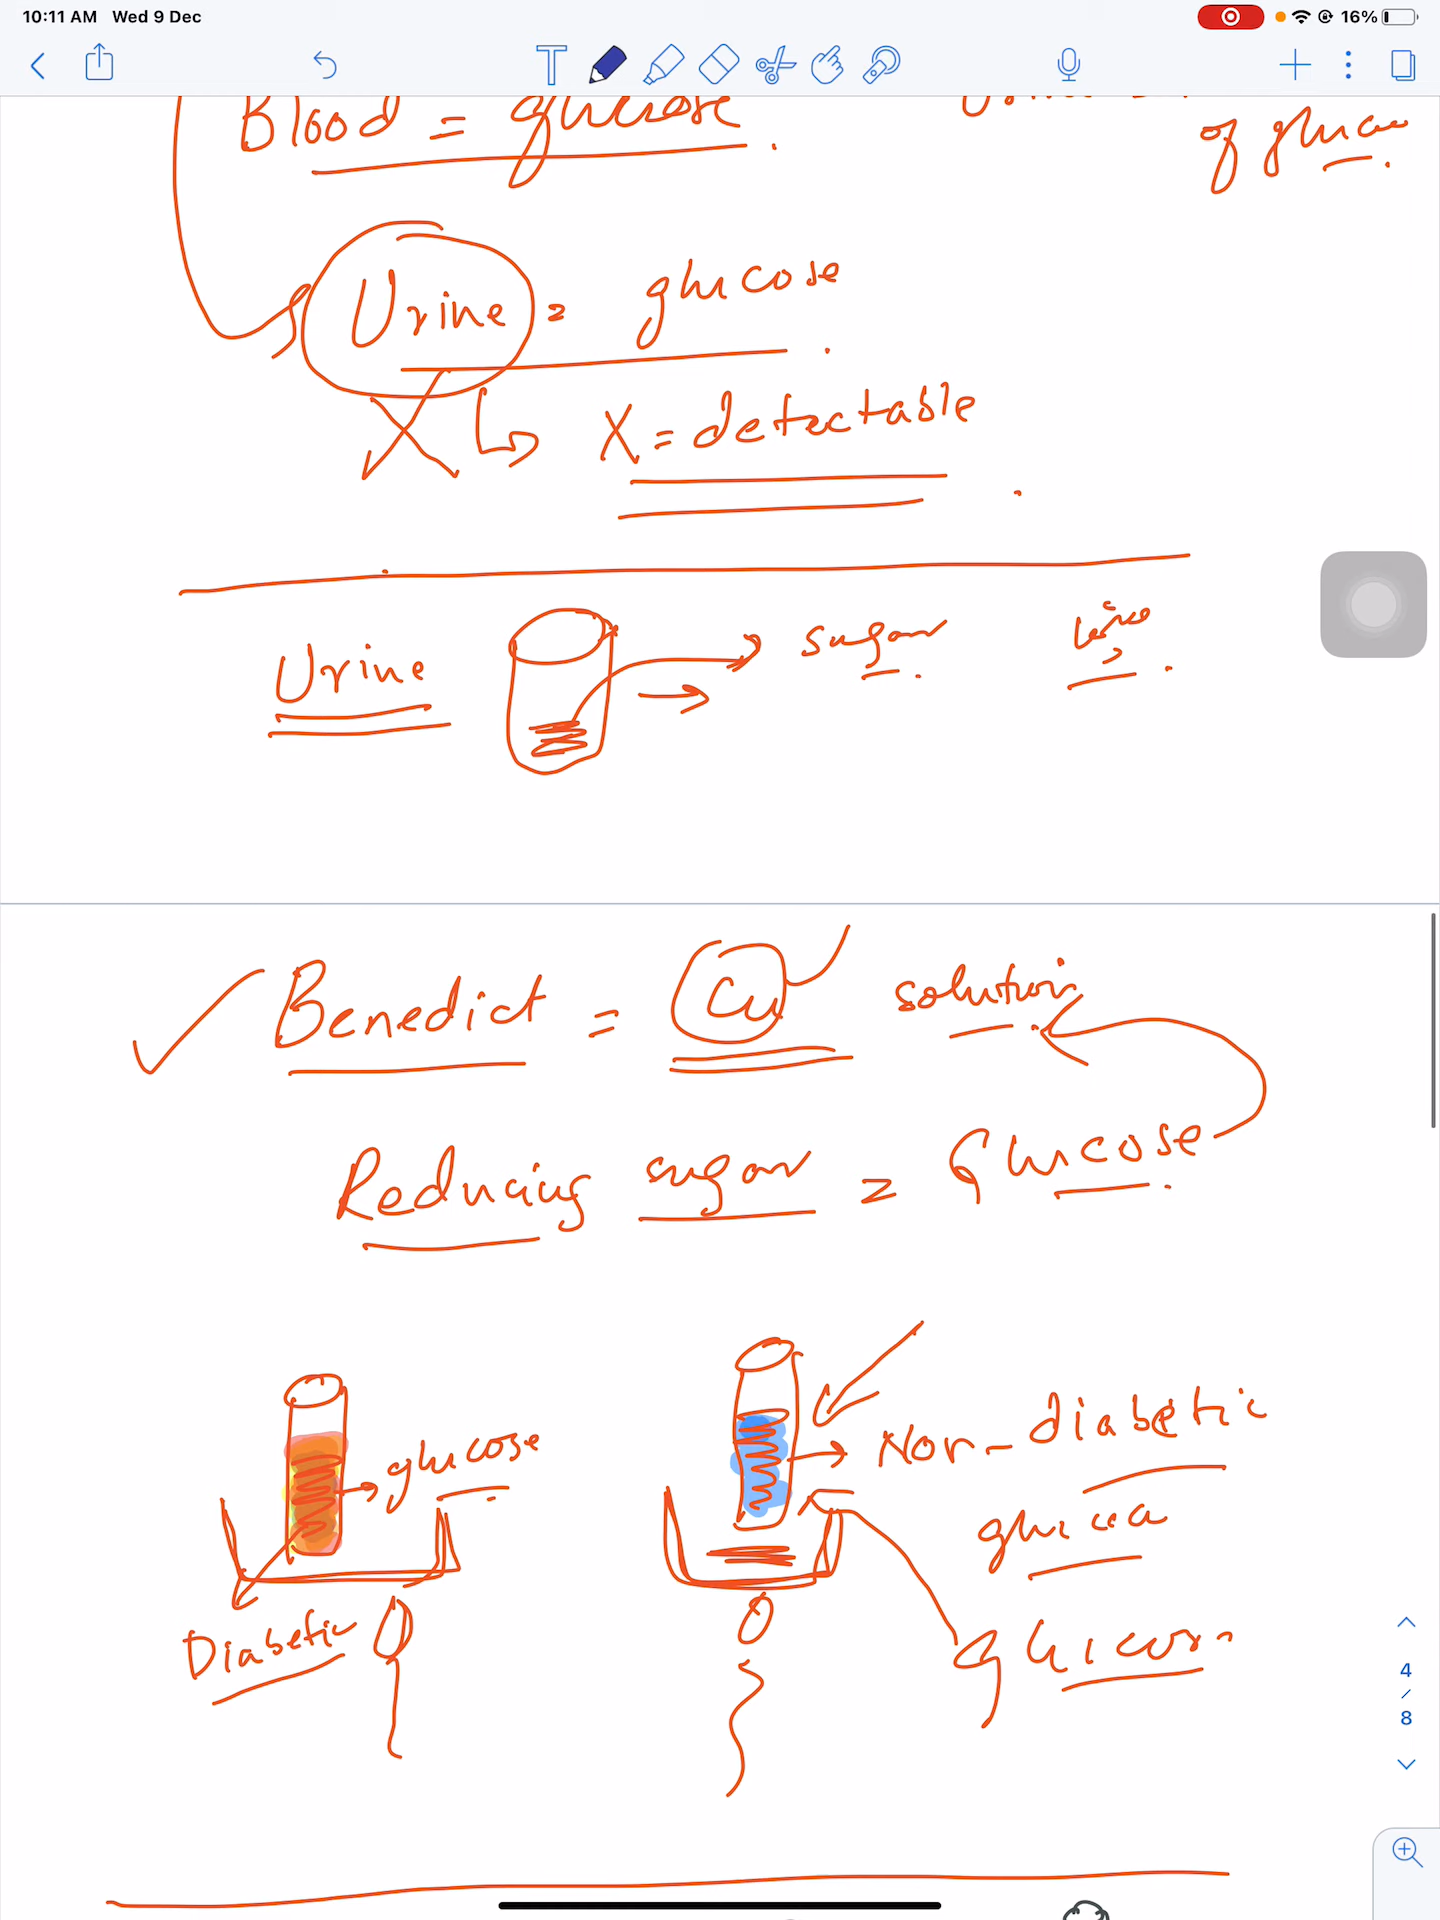 10:11 AM Wed 9 Dec 16%
T
Blood = glucose .
of glucose
Urine = glucose
X = detectable
Urine sugar
Benedict = Cu solution
Reducing sugar = Glucose
glucose
Non-diabetic
Diabetic
4
/
8